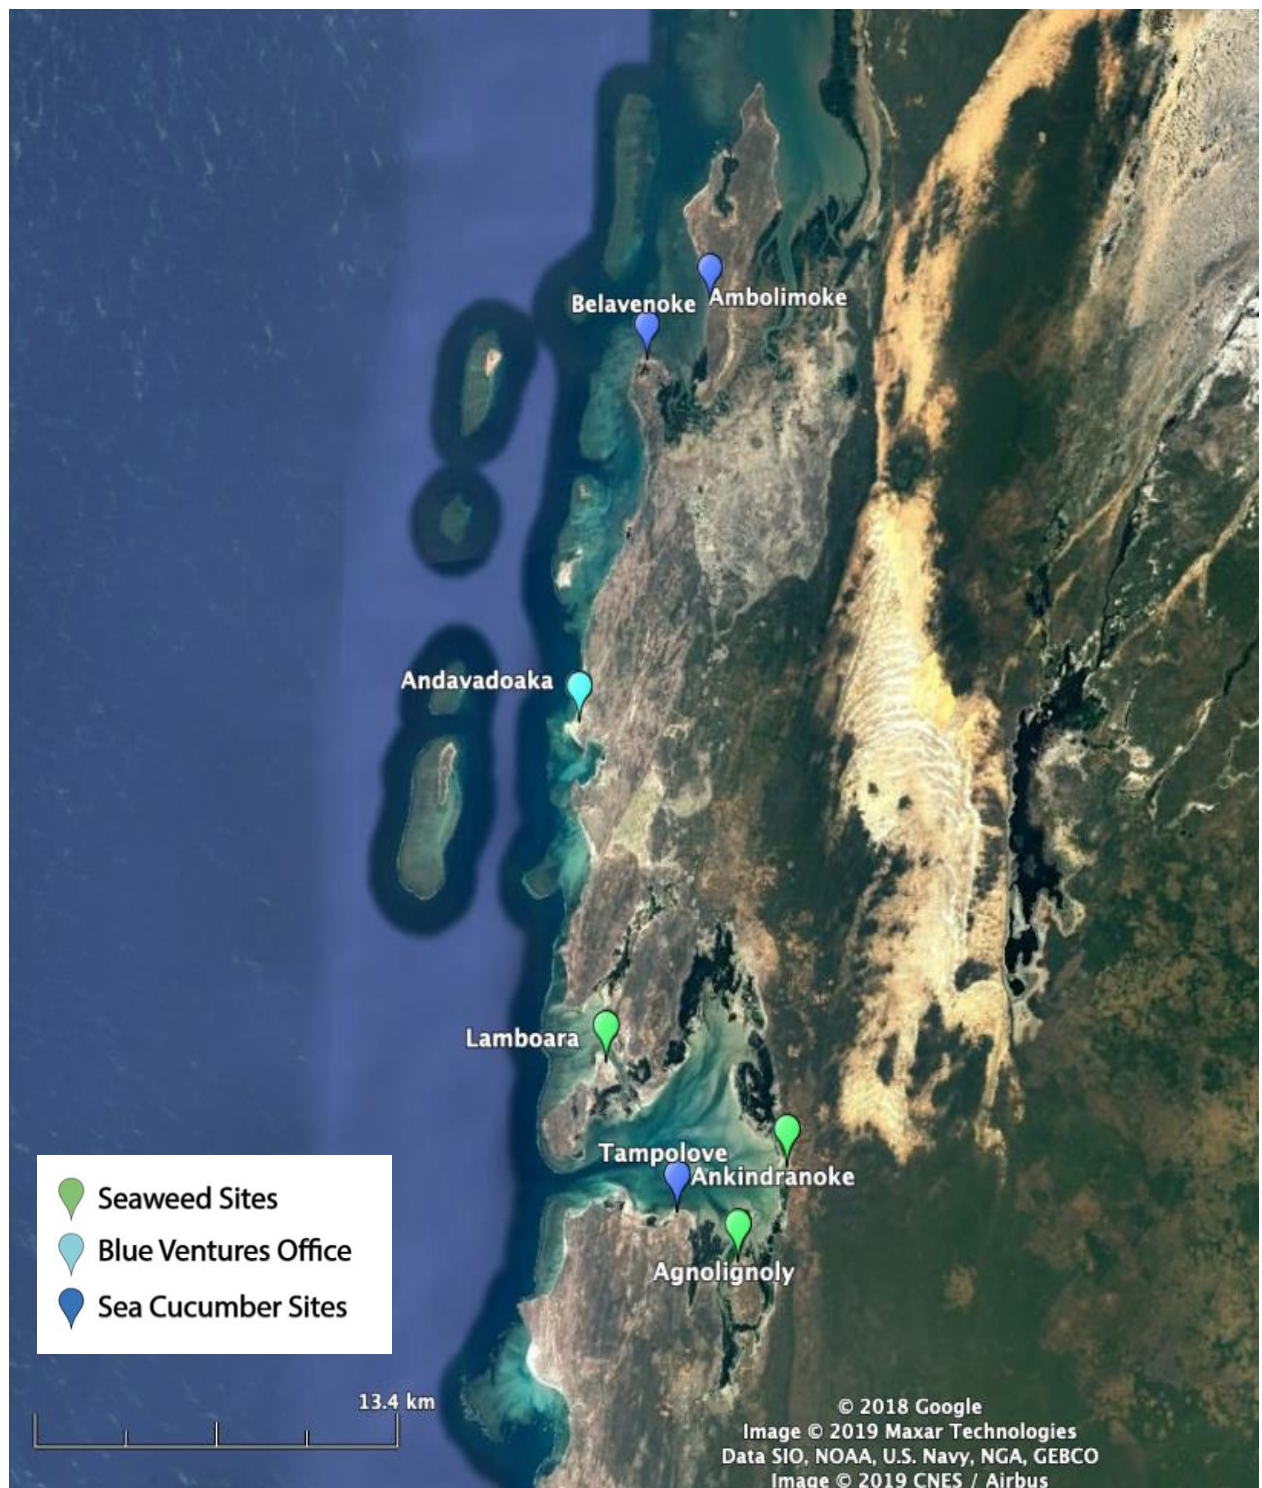 Belavenoke
Ambolimoke
Andavadoaka
Lamboara
Tampolove
Ankindranoke
Agnolignoly
Seaweed Sites
Blue Ventures Office
Sea Cucumber Sites
13.4 km
© 2018 Google
Image © 2019 Maxar Technologies
Data SIO, NOAA, U.S. Navy, NGA, GEBCO
Image © 2019 CNES / Airbus